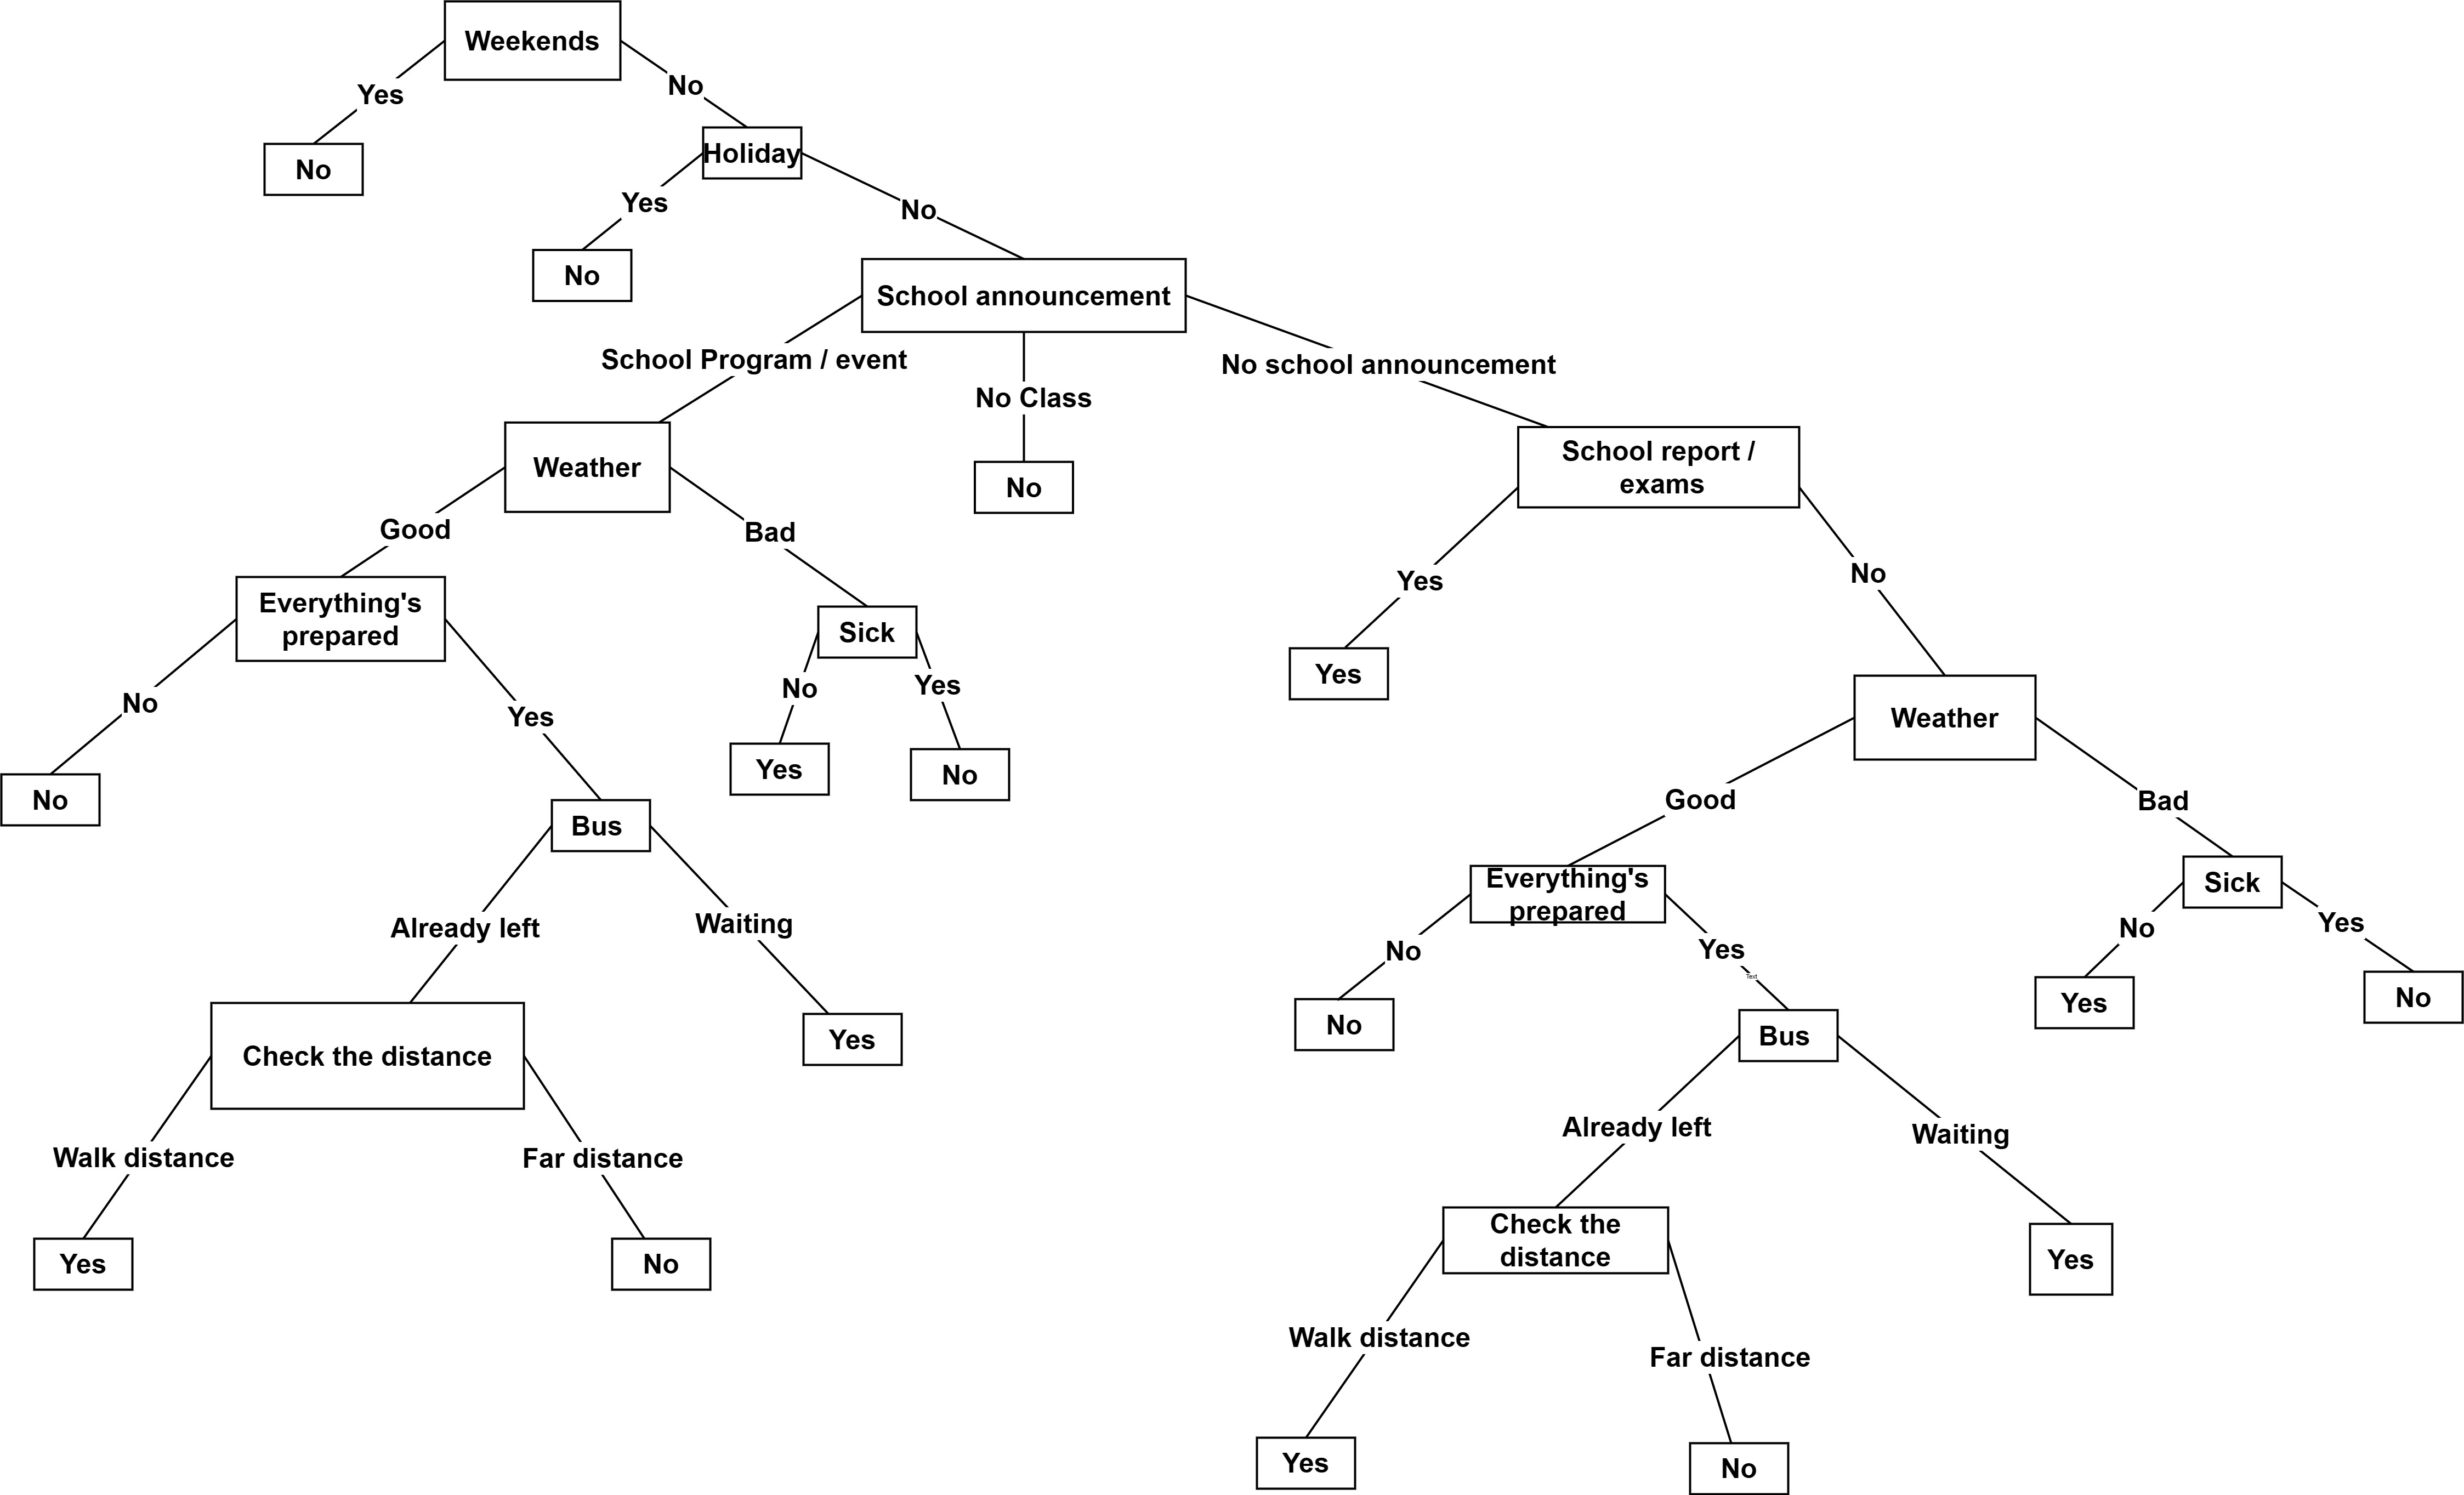 Weekends
Yes
No
No
Holiday
Yes
No
No
School announcement
School Program / event
No Class
No school announcement
No
Weather
Good
Bad
Everything's
prepared
No
Yes
No
Sick
No
Yes
Yes
No
Bus
Already left
Waiting
Yes
Check the distance
Walk distance
Far distance
Yes
No
School report /
exams
Yes
No
Yes
Weather
Good
Bad
Everything's
prepared
No
Yes
Text
No
Sick
No
Yes
Yes
No
Bus
Already left
Waiting
Yes
Check the
distance
Walk distance
Far distance
Yes
No